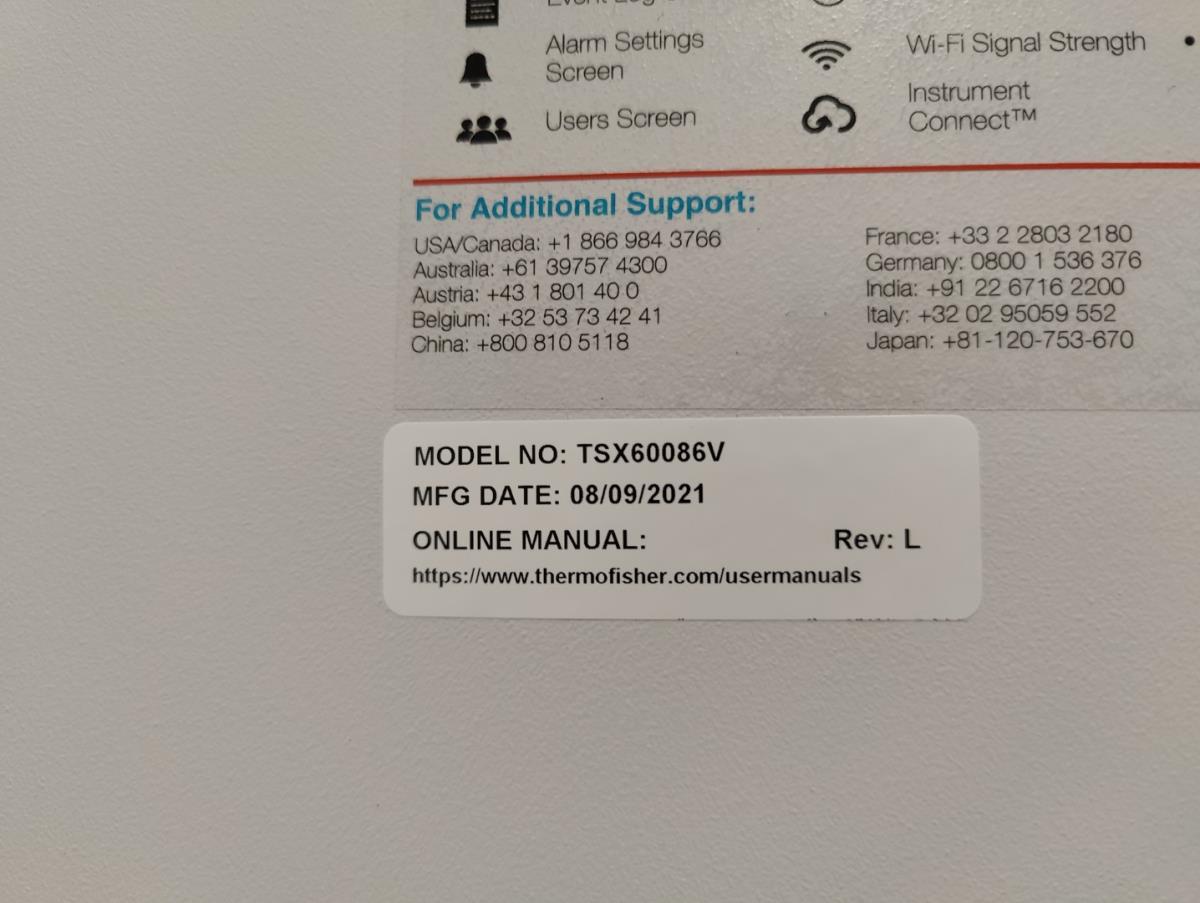 Event Log
Alarm Settings
Screen
Users Screen
Wi-Fi Signal Strength
Instrument
Connect™
•
For Additional Support:
USA/Canada: +1 866 984 3766
Australia: +61 39757 4300
Austria: +43 1 801 40 0
Belgium: +32 53 73 42 41
China: +800 810 5118
France: +33 2 2803 2180
Germany: 0800 1 536 376
India: +91 22 6716 2200
Italy: +32 02 95059 552
Japan: +81-120-753-670
MODEL NO: TSX60086V
MFG DATE: 08/09/2021
ONLINE MANUAL: Rev: L
https://www.thermofisher.com/usermanuals